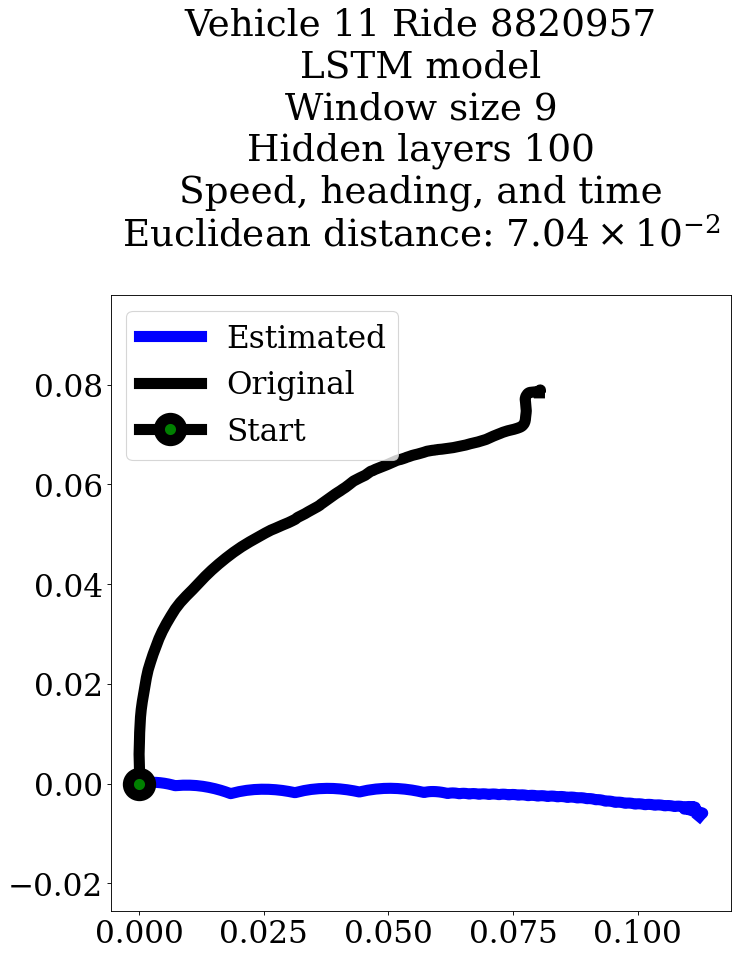 Vehicle 11 Ride 8820957
LSTM model
Window size 9
Hidden layers 100
Speed, heading, and time
Euclidean distance: 7.04 × 10⁻²
Estimated
Original
Start
0.08
0.06
0.04
0.02
0.00
−0.02
0.000 0.025 0.050 0.075 0.100